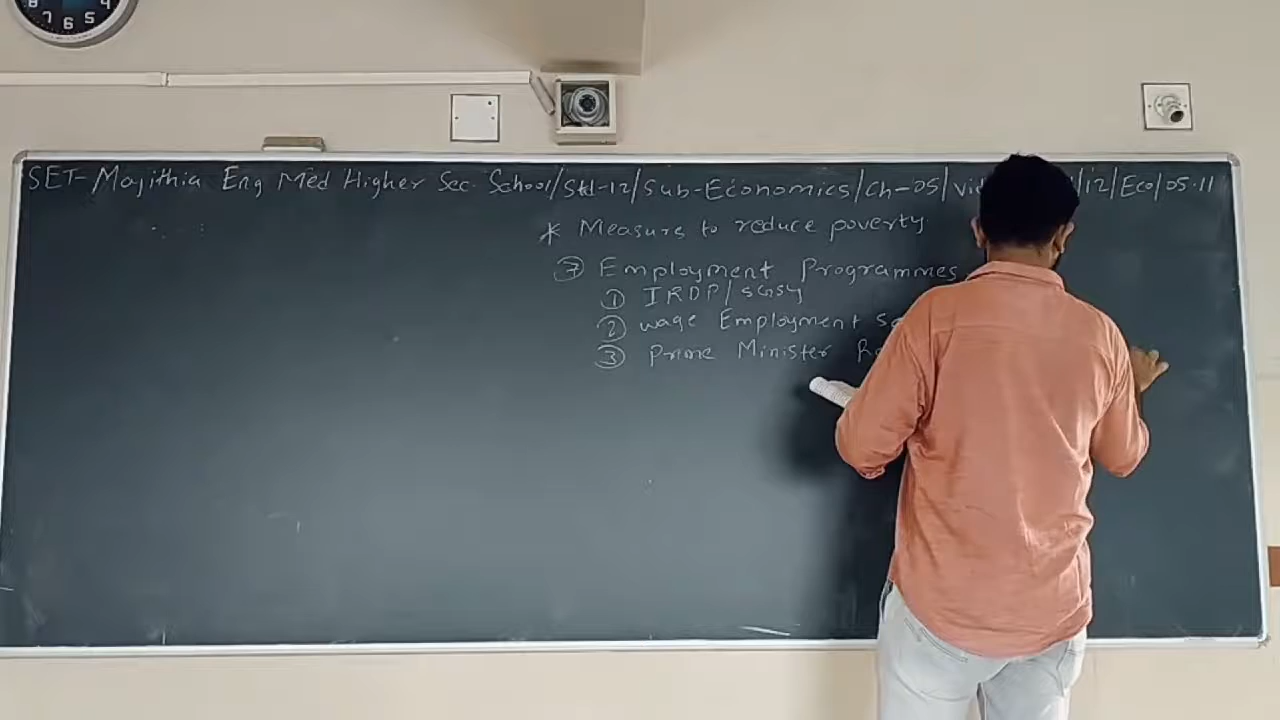 SET-Majithia Eng Med Higher Sec. School/Std-12/Sub-Economics/Ch-05/ /12/Eco/05.11
* Measure to reduce poverty
⑦ Employment Programmes
① IRDP/SGSY
② wage Employment
③ Prime Minister